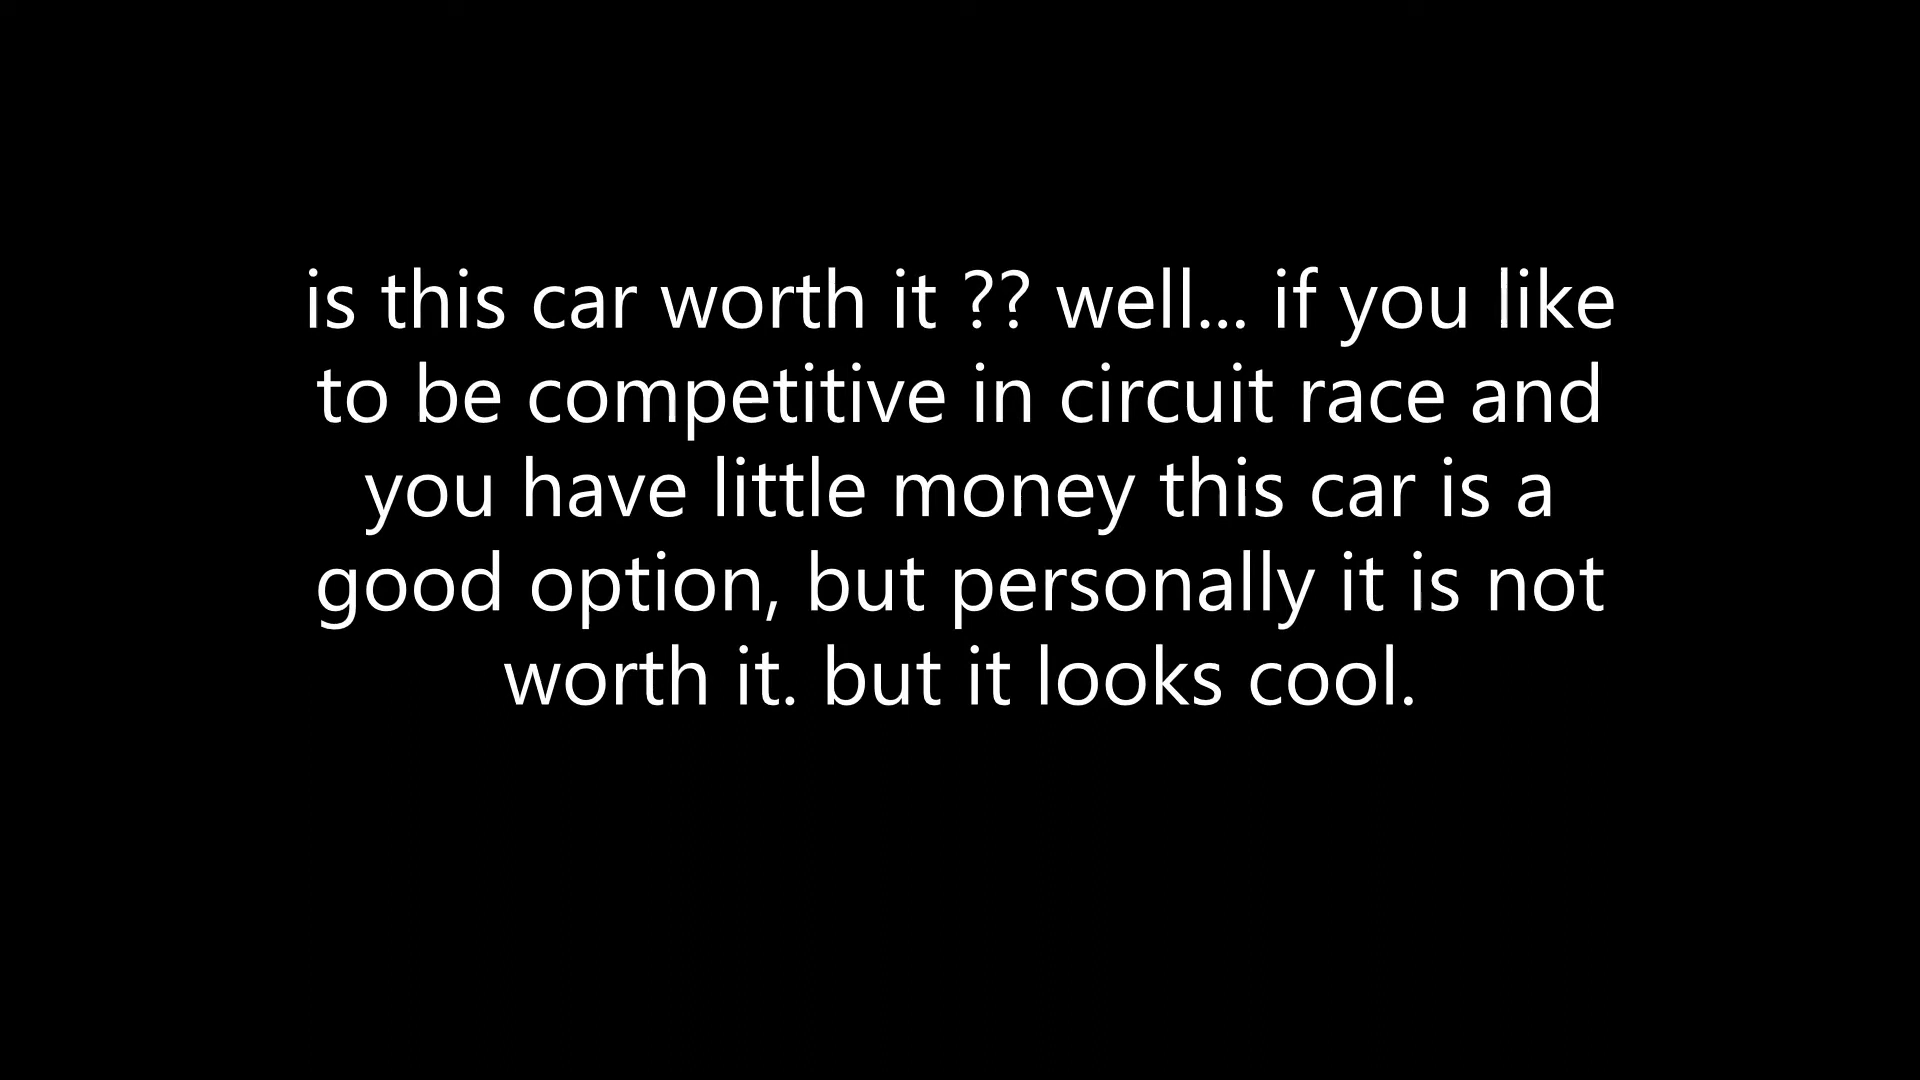 is this car worth it ?? well... if you like
to be competitive in circuit race and
you have little money this car is a
good option, but personally it is not
worth it. but it looks cool.